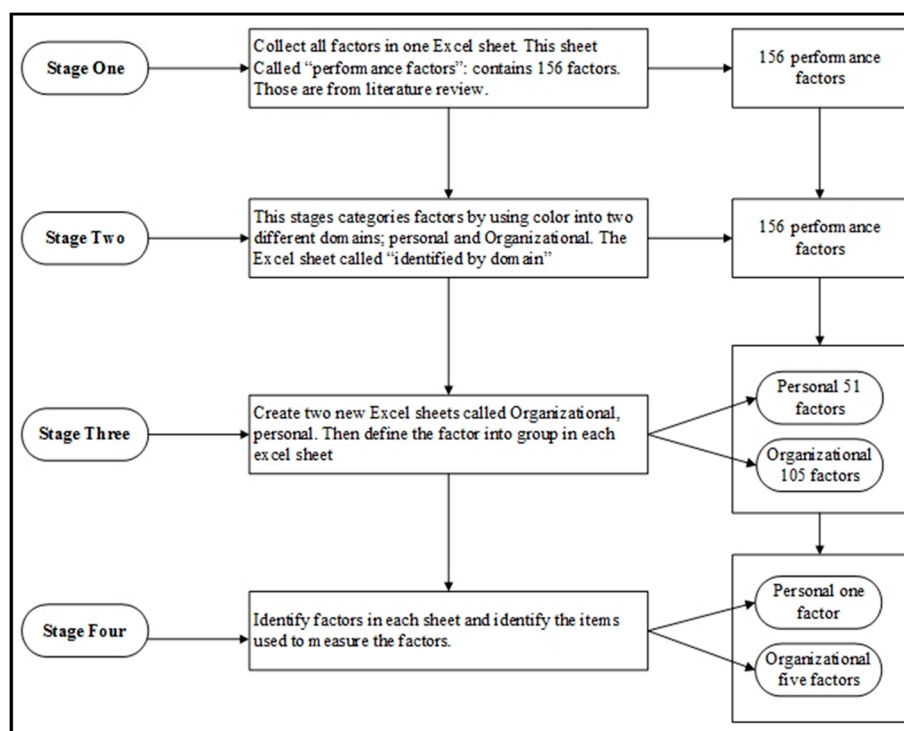 Stage One
Collect all factors in one Excel sheet. This sheet
Called “performance factors”: contains 156 factors.
Those are from literature review.
156 performance
factors
Stage Two
This stages categories factors by using color into two
different domains; personal and Organizational. The
Excel sheet called “identified by domain”
156 performance
factors
Stage Three
Create two new Excel sheets called Organizational,
personal. Then define the factor into group in each
excel sheet
Personal 51
factors
Organizational
105 factors
Stage Four
Identify factors in each sheet and identify the items
used to measure the factors.
Personal one
factor
Organizational
five factors